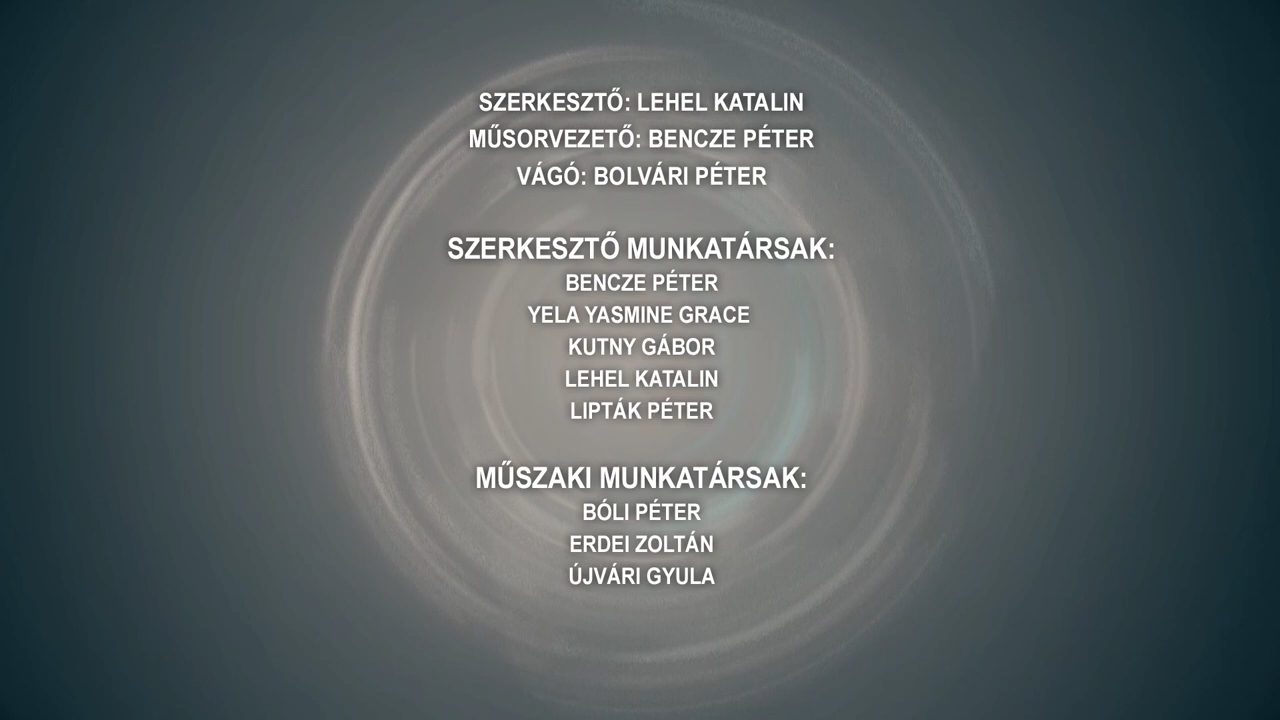 SZERKESZTŐ: LEHEL KATALIN
MŰSORVEZETŐ: BENCZE PÉTER
VÁGÓ: BOLVÁRI PÉTER
SZERKESZTŐ MUNKATÁRSAK:
BENCZE PÉTER
YELA YASMINE GRACE
KUTNY GÁBOR
LEHEL KATALIN
LIPTÁK PÉTER
MŰSZAKI MUNKATÁRSAK:
BÓLI PÉTER
ERDEI ZOLTÁN
ÚJVÁRI GYULA